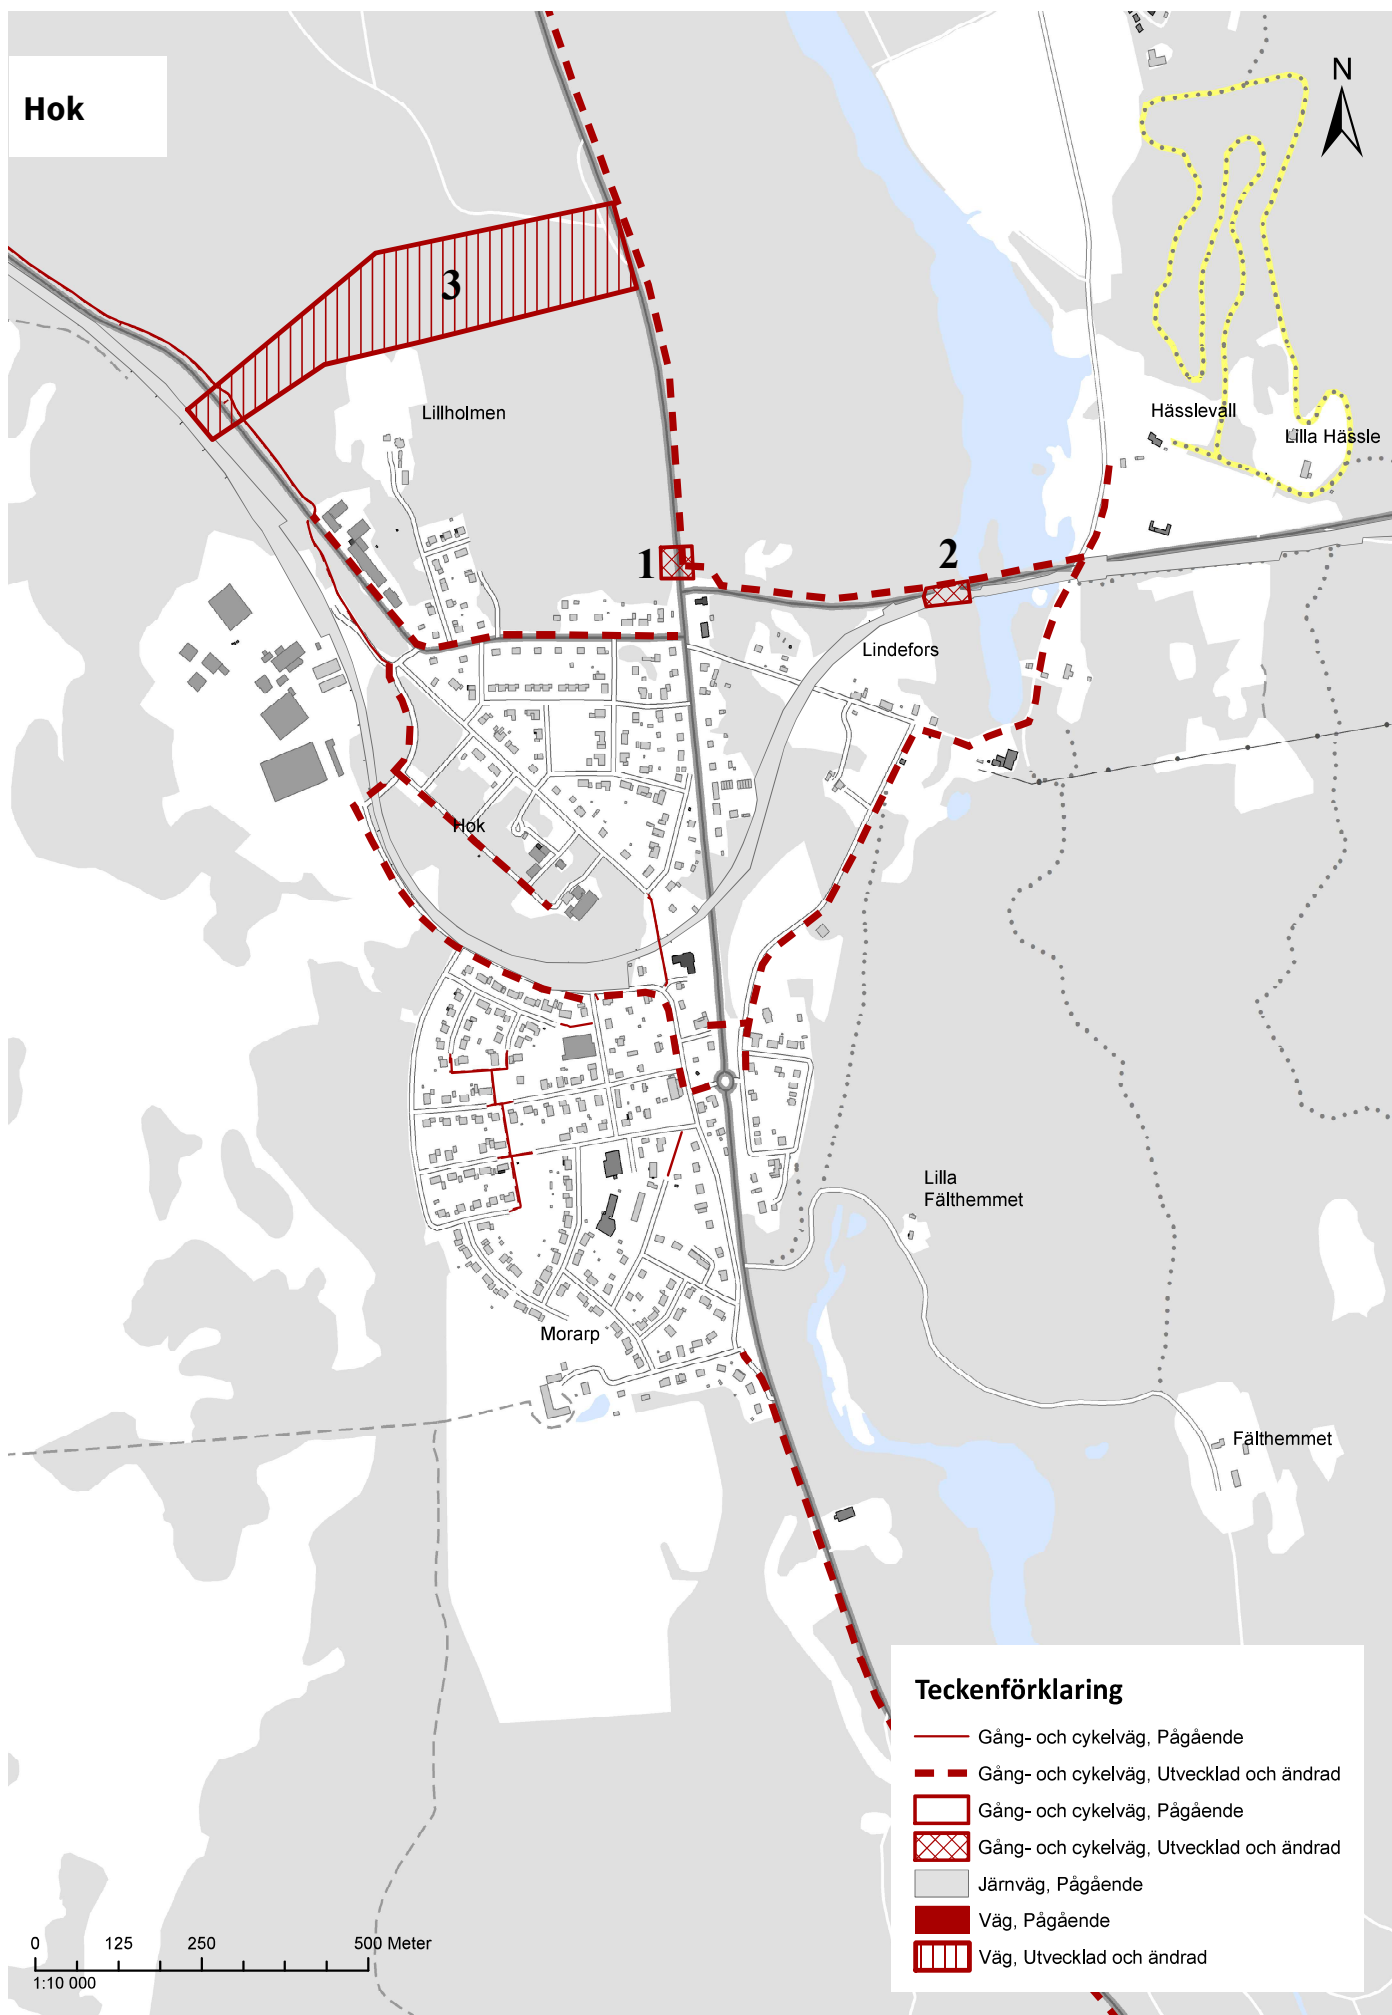 Hok
N
3
Lillholmen
Hässlevall
Lilla Hässle
1
2
Lindefors
Hok
Lilla
Fälthemmet
Morarp
Fälthemmet
Teckenförklaring
Gång- och cykelväg, Pågående
Gång- och cykelväg, Utvecklad och ändrad
Gång- och cykelväg, Pågående
Gång- och cykelväg, Utvecklad och ändrad
Järnväg, Pågående
Väg, Pågående
Väg, Utvecklad och ändrad
0 125 250 500 Meter
1:10 000